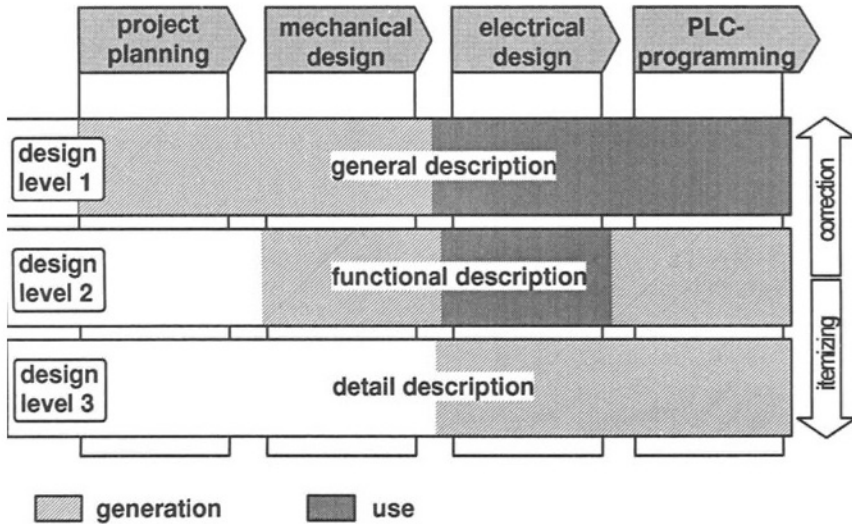 project
planning
mechanical
design
electrical
design
PLC-
programming
design
level 1
general description
design
level 2
functional description
design
level 3
detail description
correction
itemizing
generation
use